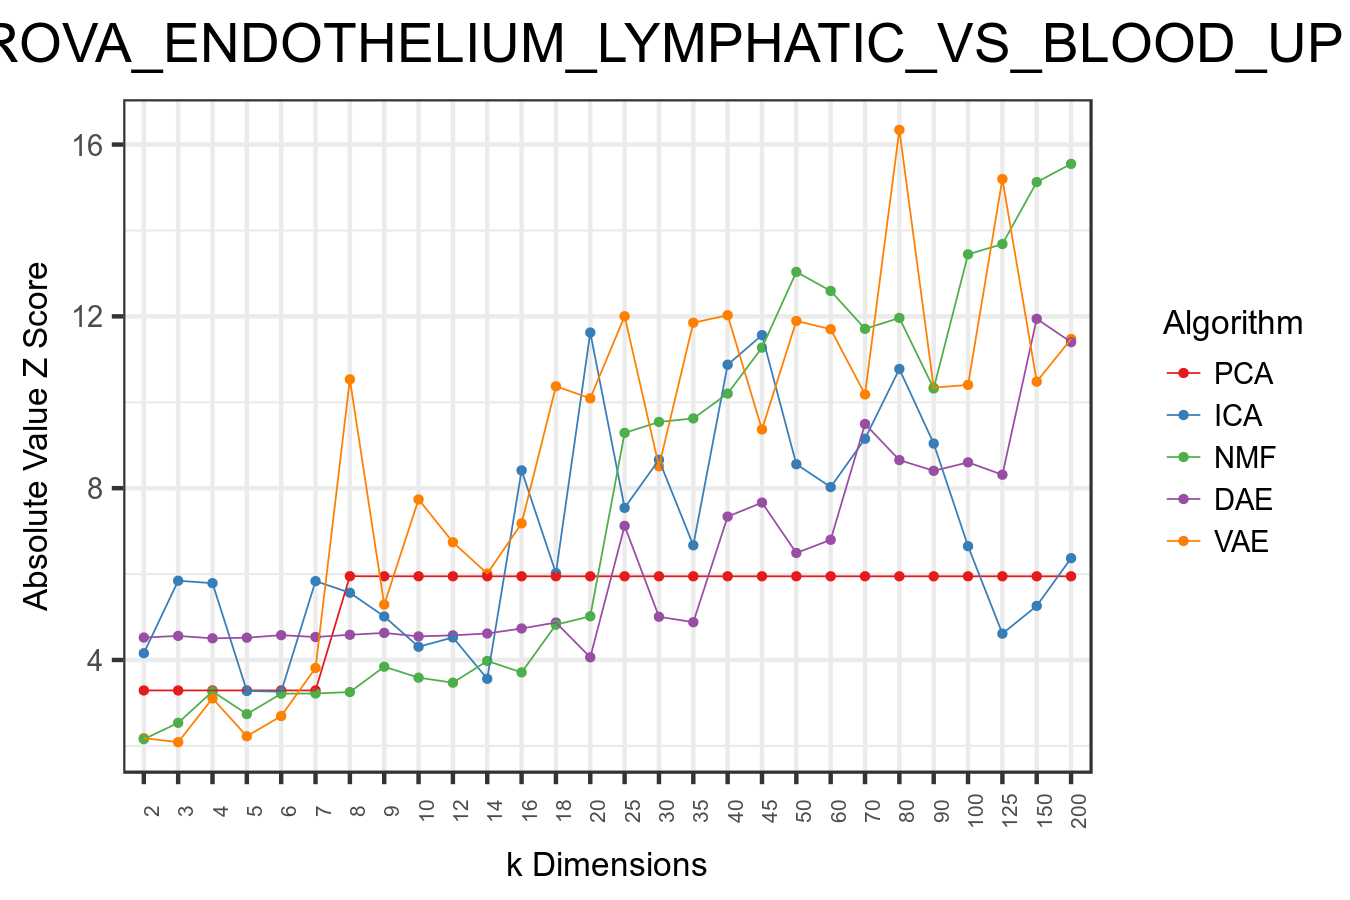 ROVA_ENDOTHELIUM_LYMPHATIC_VS_BLOOD_UP
Absolute Value Z Score
16
12
8
4
2 3 4 5 6 7 8 9 10 12 14 16 18 20 25 30 35 40 45 50 60 70 80 90 100 125 150 200
k Dimensions
Algorithm
PCA
ICA
NMF
DAE
VAE